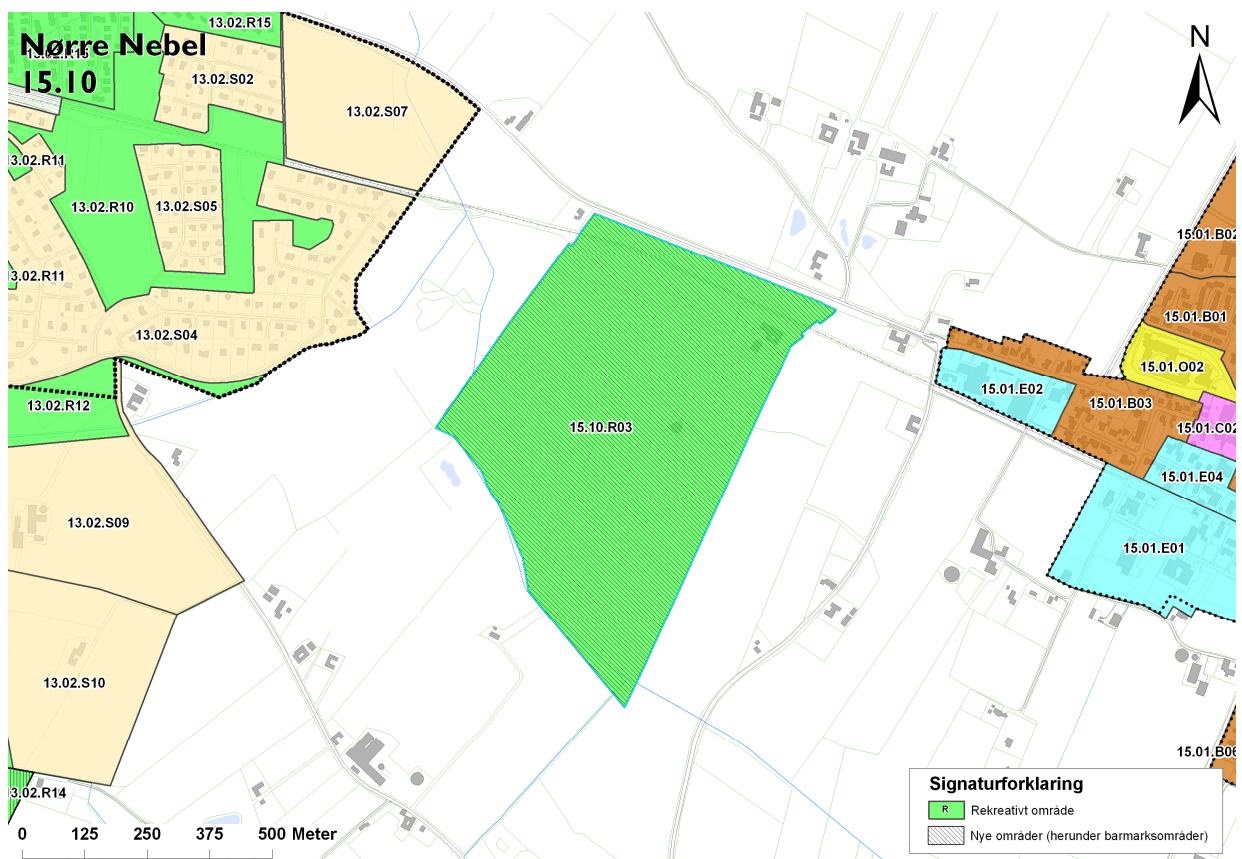 Nørre Nebel
15.10
N
13.02.R15
13.02.R15
13.02.S02
13.02.S07
13.02.R11
13.02.R10
13.02.S05
13.02.R11
13.02.S04
13.02.R12
13.02.S09
13.02.S10
13.02.R14
15.10.R03
15.01.B02
15.01.B01
15.01.O02
15.01.E02
15.01.B03
15.01.C02
15.01.E04
15.01.E01
15.01.B06
Signaturforklaring
R Rekreativt område
Nye områder (herunder barmarksområder)
0 125 250 375 500 Meter